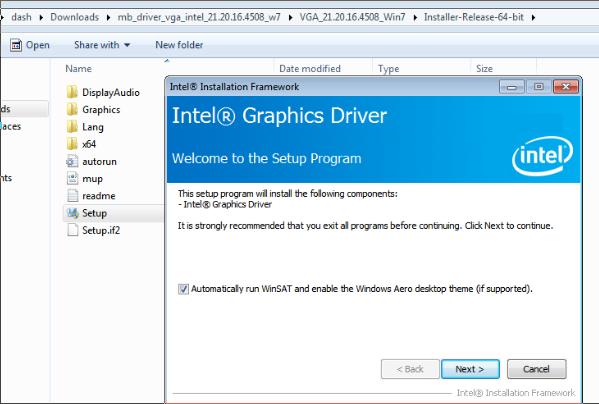 dash ▸ Downloads ▸ mb_driver_vga_intel_21.20.16.4508_w7 ▸ VGA_21.20.16.4508_Win7 ▸ Installer-Release-64-bit ▸
Open Share with New folder
Name Date modified Type Size
DisplayAudio
Graphics
Lang
x64
autorun
mup
readme
Setup
Setup.if2
ds
aces
nts
Intel® Installation Framework
Intel® Graphics Driver
Welcome to the Setup Program
intel
This setup program will install the following components:
- Intel® Graphics Driver
It is strongly recommended that you exit all programs before continuing. Click Next to continue.
Automatically run WinSAT and enable the Windows Aero desktop theme (if supported).
< Back Next > Cancel
Intel® Installation Framework